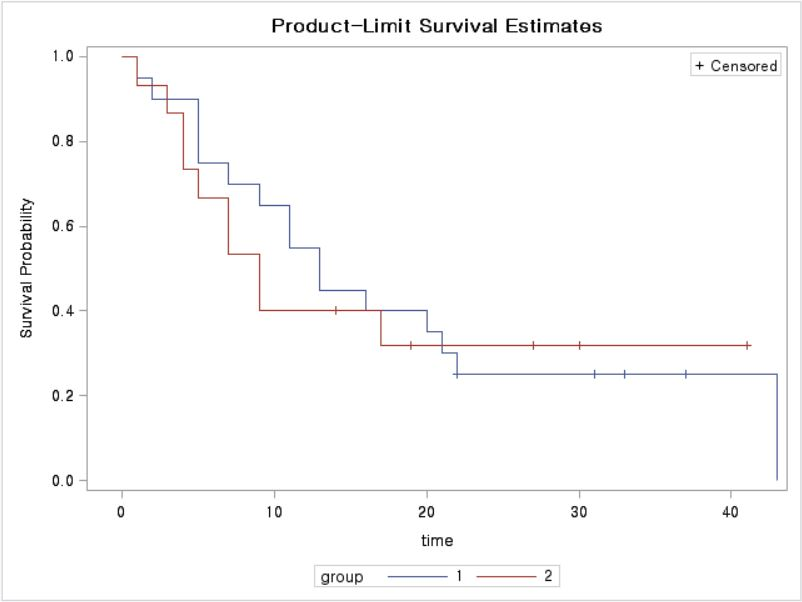 Product-Limit Survival Estimates
+ Censored
1.0
0.8
0.6
0.4
0.2
0.0
Survival Probability
0 10 20 30 40
time
group 1 2